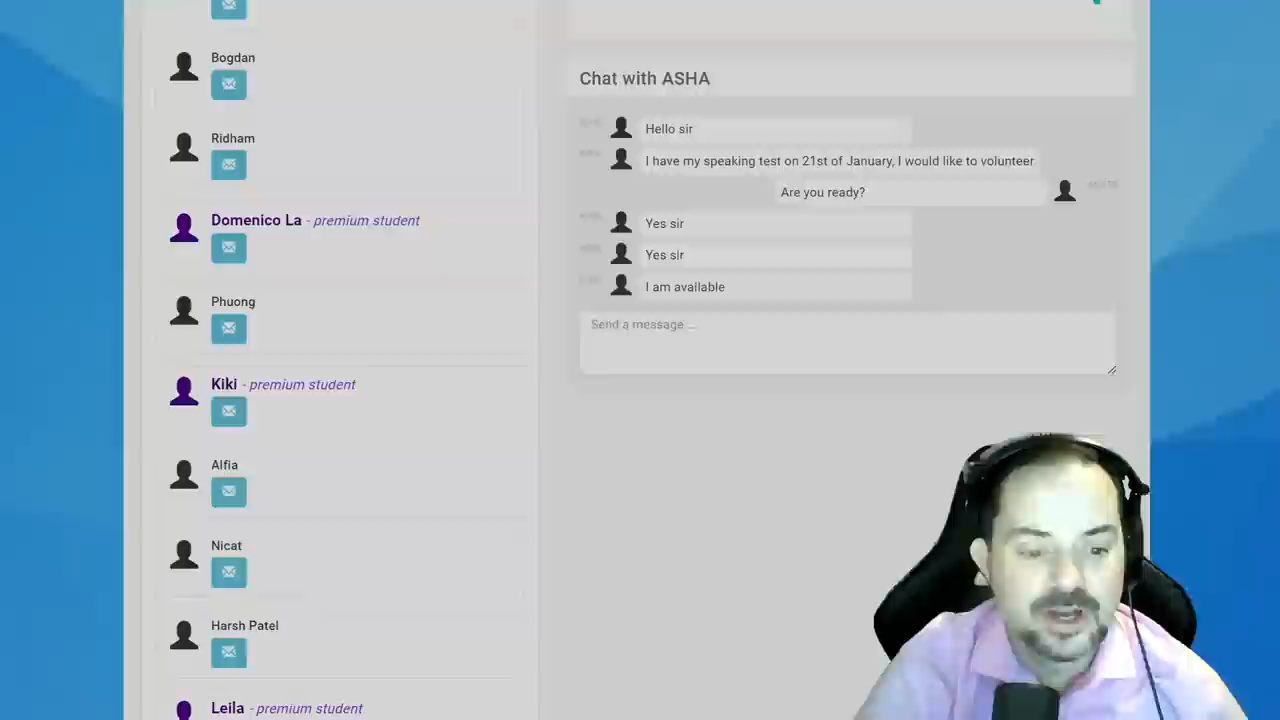 Bogdan
Ridham
Domenico La - premium student
Phuong
Kiki - premium student
Alfia
Nicat
Harsh Patel
Leila - premium student
Chat with ASHA
Hello sir
I have my speaking test on 21st of January, I would like to volunteer
Are you ready?
Yes sir
Yes sir
I am available
Send a message ...